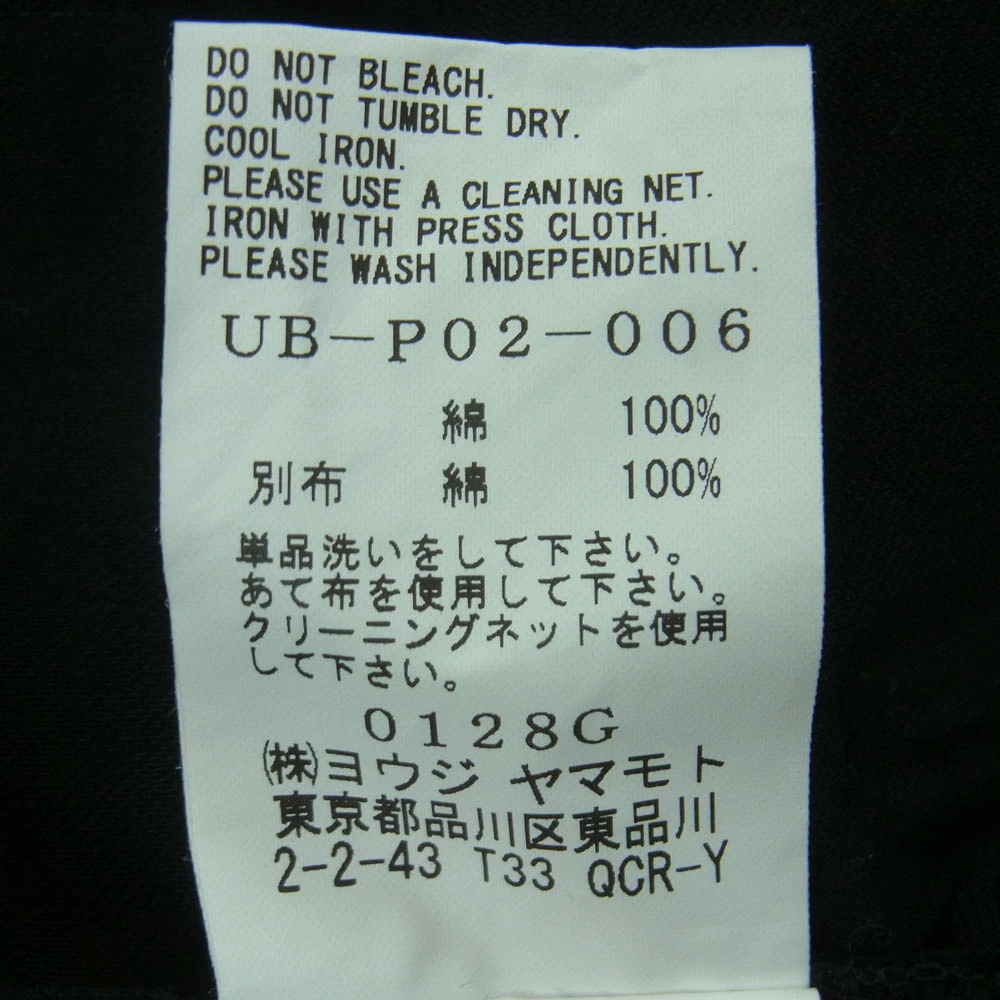 DO NOT BLEACH.
DO NOT TUMBLE DRY.
COOL IRON.
PLEASE USE A CLEANING NET.
IRON WITH PRESS CLOTH.
PLEASE WASH INDEPENDENTLY.
UB-P02-006
綿 100%
別布 綿 100%
単品洗いをして下さい。
あて布を使用して下さい。
クリーニングネットを使用
して下さい。
0128G
㈱ヨウジ ヤマモト
東京都品川区東品川
2-2-43 T33 QCR-Y